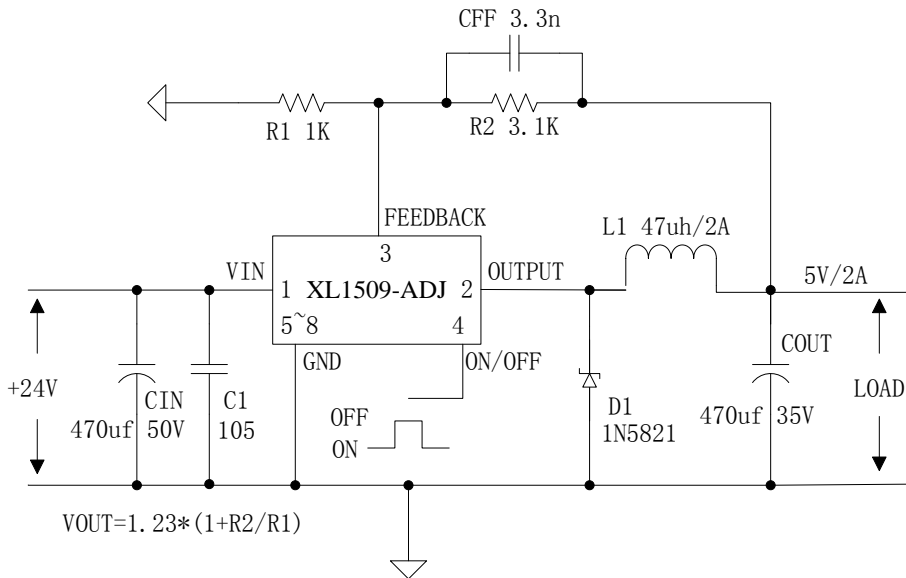 CFF 3.3n
R1 1K
R2 3.1K
FEEDBACK
3
L1 47uh/2A
VIN
OUTPUT
5V/2A
1 XL1509-ADJ 2
5~8
4
GND
ON/OFF
COUT
+24V
CIN
C1
470uf 50V
105
OFF
ON
D1
1N5821
470uf 35V
LOAD
VOUT=1.23*(1+R2/R1)